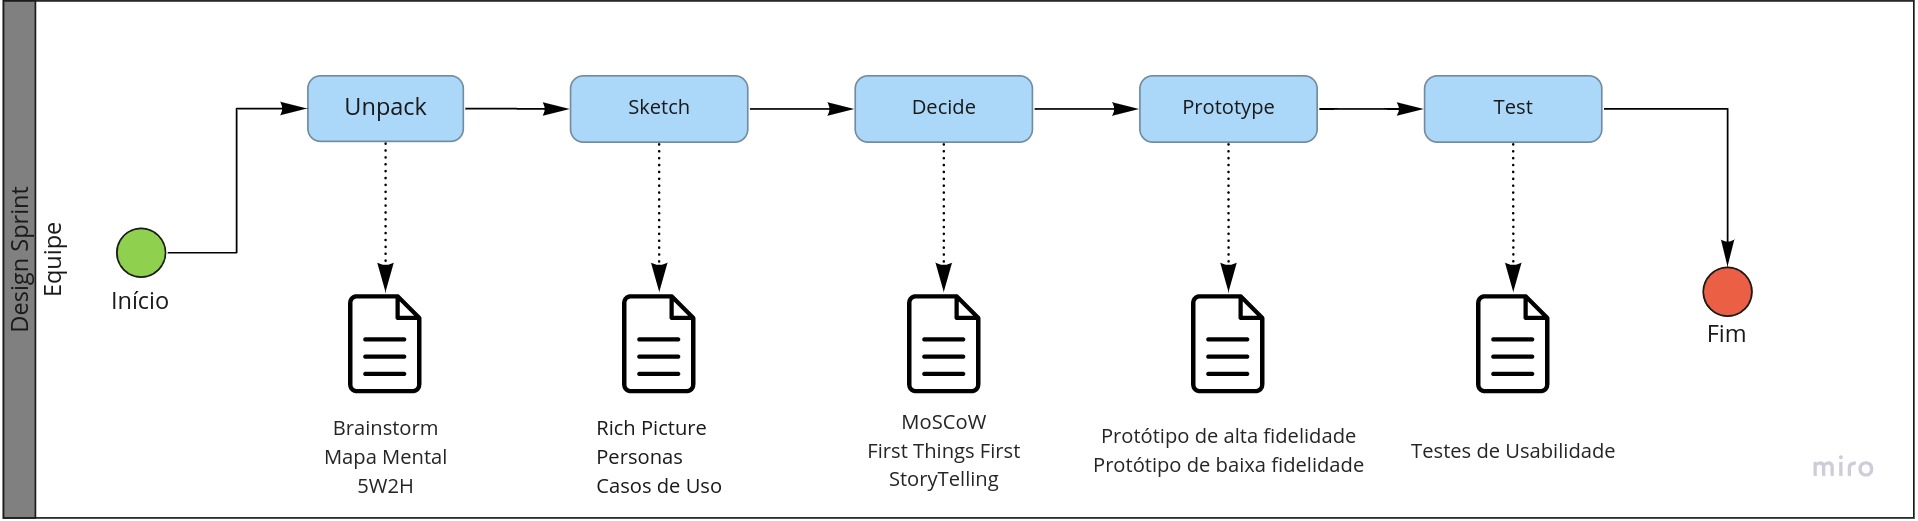 Design Sprint
Equipe
Início
Unpack
Sketch
Decide
Prototype
Test
Fim
Brainstorm
Mapa Mental
5W2H
Rich Picture
Personas
Casos de Uso
MoSCoW
First Things First
StoryTelling
Protótipo de alta fidelidade
Protótipo de baixa fidelidade
Testes de Usabilidade
miro